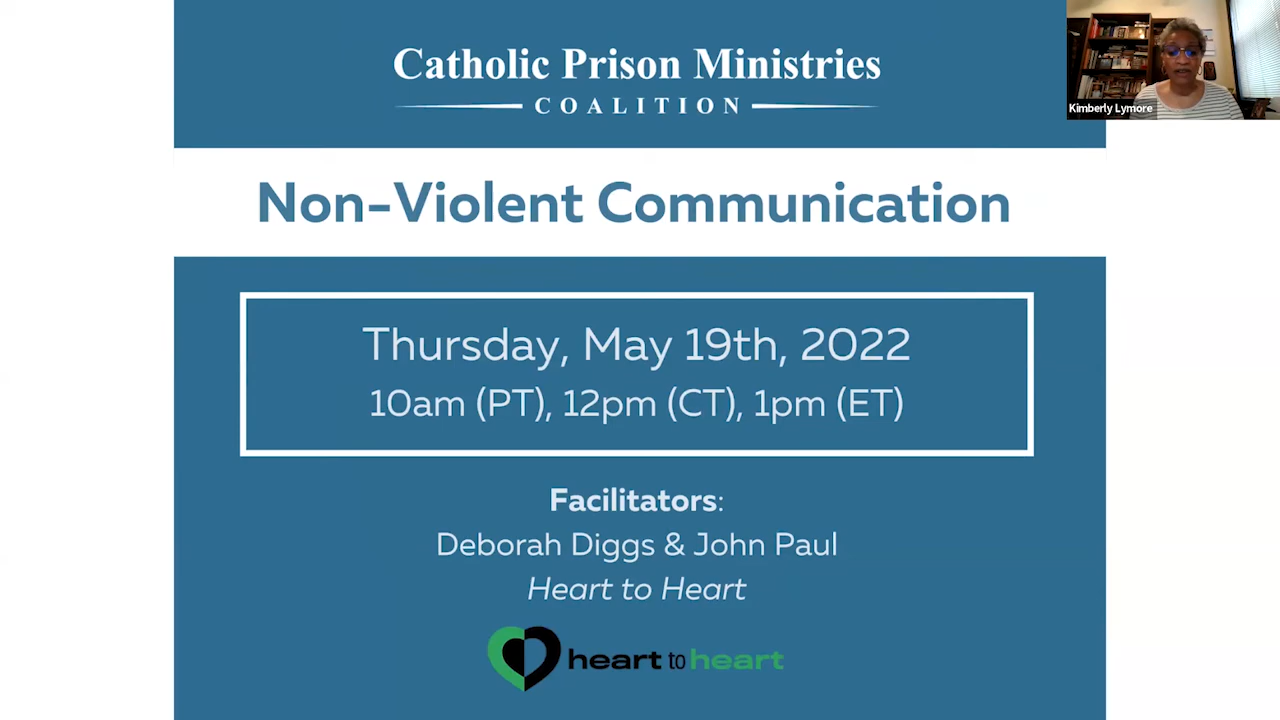 Catholic Prison Ministries
COALITION
Kimberly Lymore
Non-Violent Communication
Thursday, May 19th, 2022
10am (PT), 12pm (CT), 1pm (ET)
Facilitators:
Deborah Diggs & John Paul
Heart to Heart
heart to heart